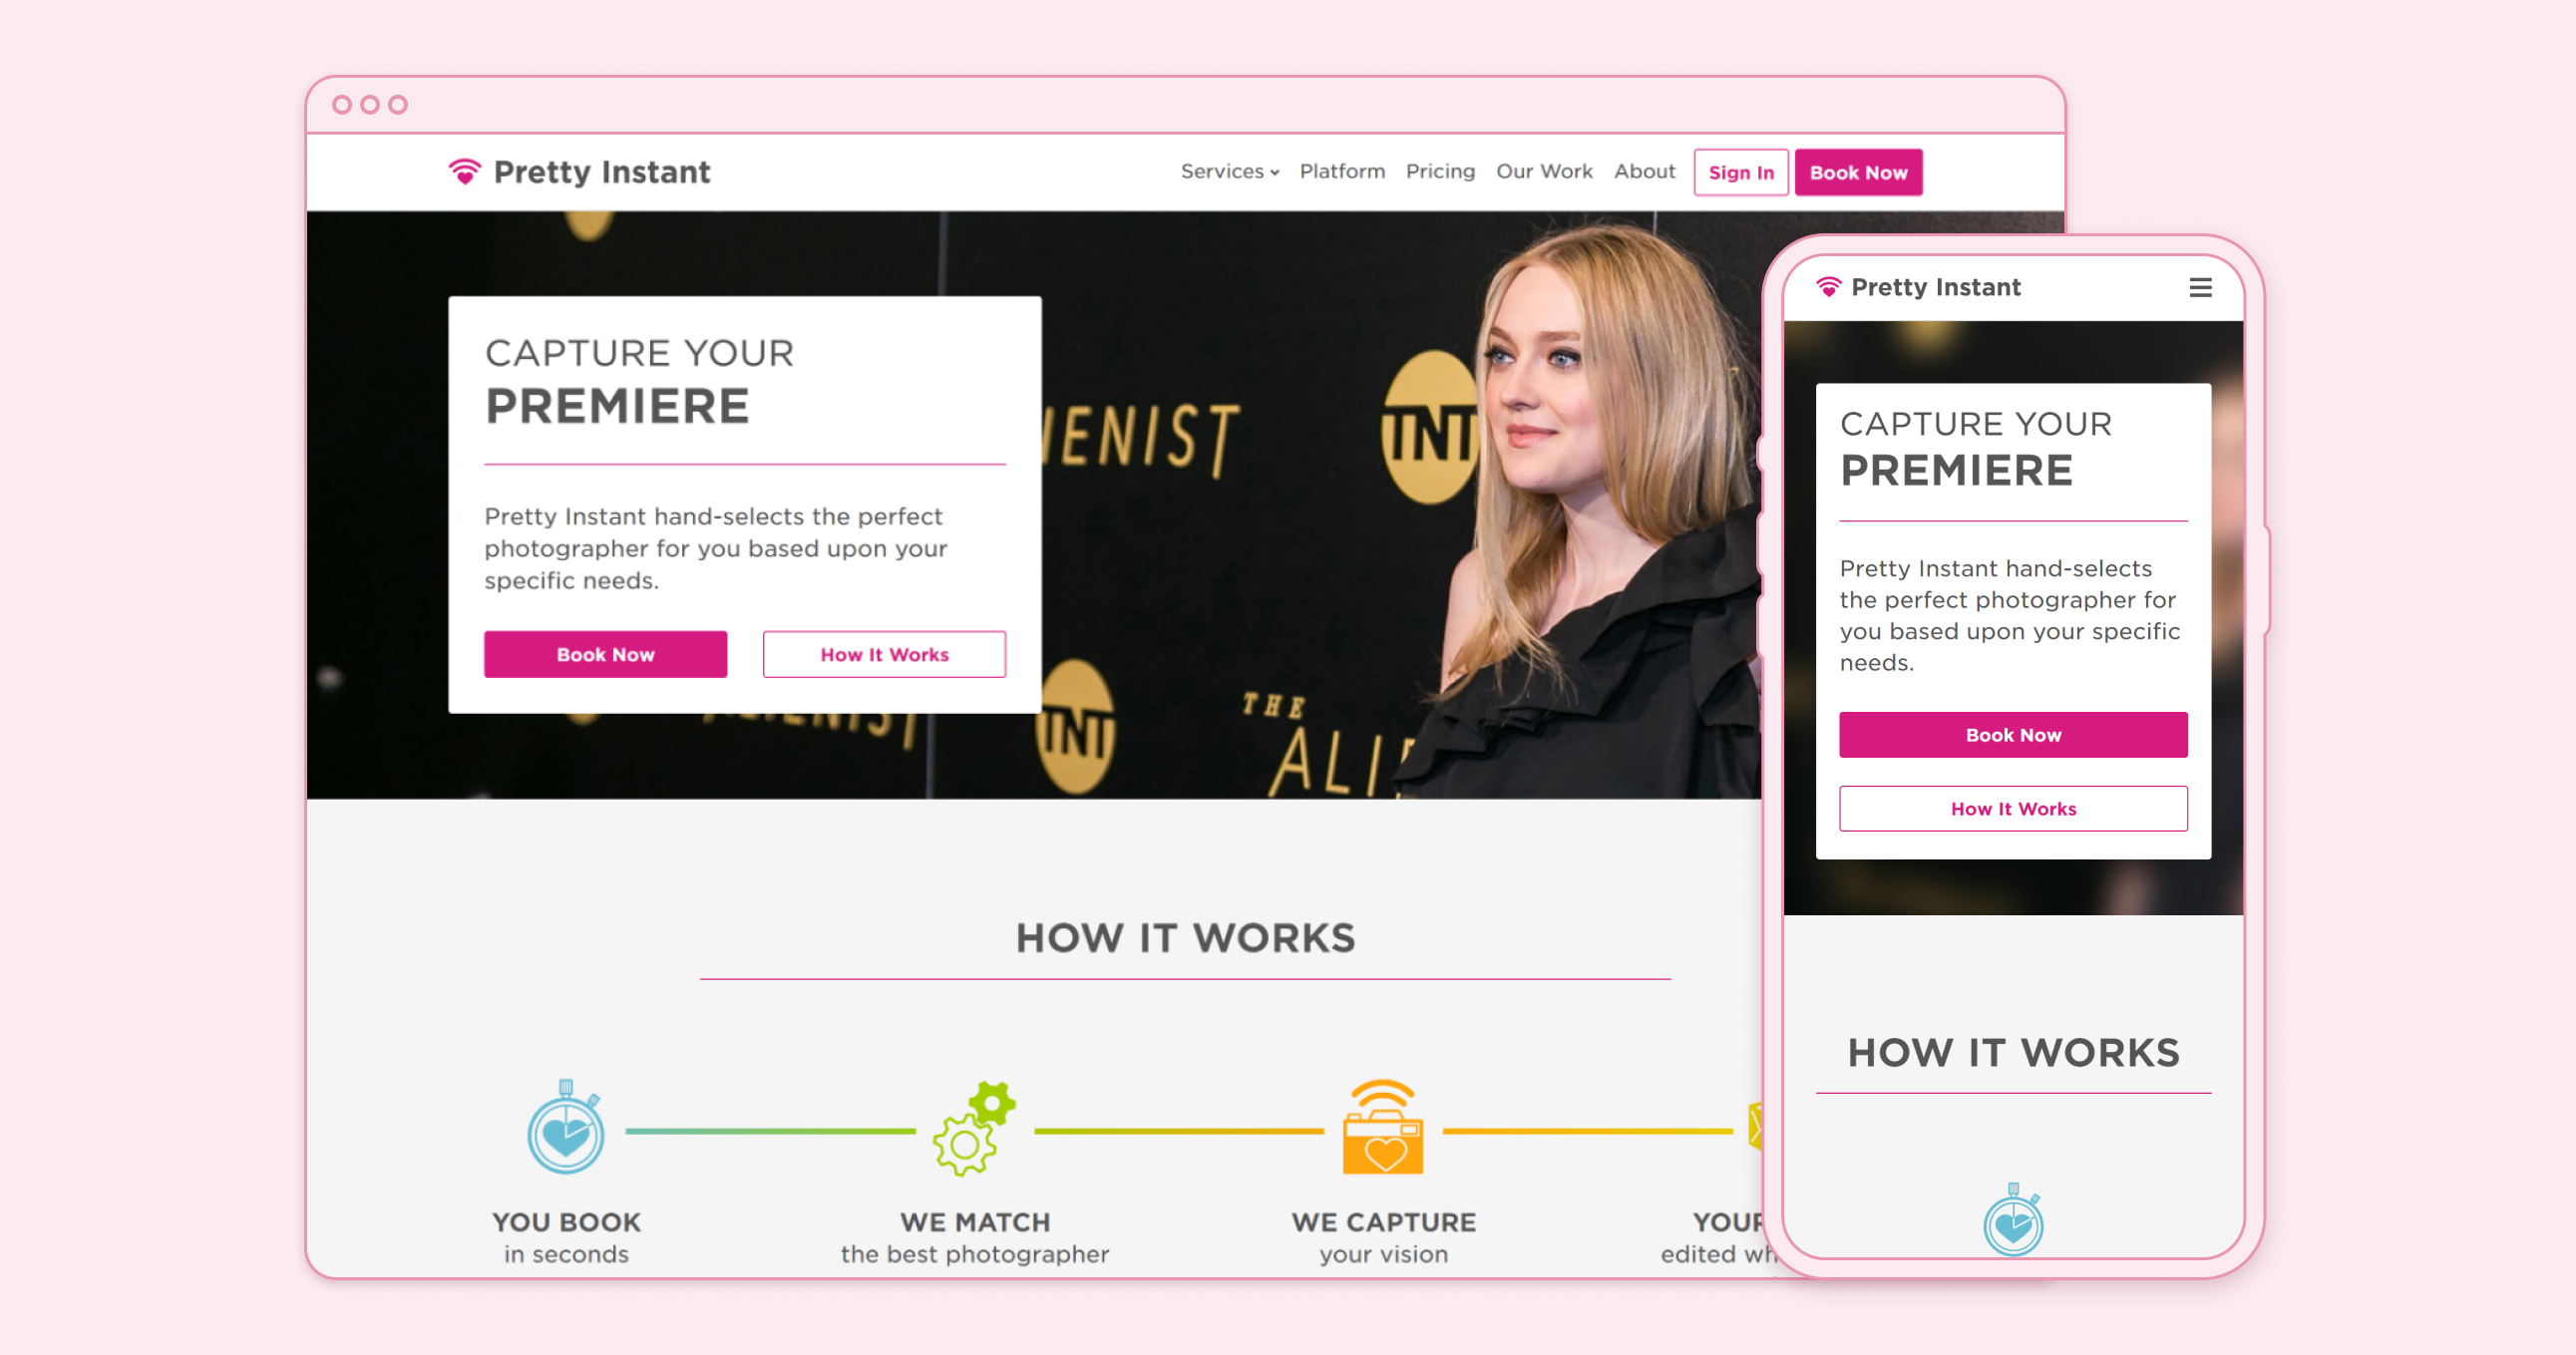 Pretty Instant
Services Platform Pricing Our Work About Sign In Book Now
CAPTURE YOUR
PREMIERE
Pretty Instant hand-selects the perfect
photographer for you based upon your
specific needs.
Book Now How It Works
IENIST
TNT
TNT
THE
ALIE
HOW IT WORKS
YOU BOOK
in seconds
WE MATCH
the best photographer
WE CAPTURE
your vision
YOUR
edited
Pretty Instant
CAPTURE YOUR
PREMIERE
Pretty Instant hand-selects
the perfect photographer for
you based upon your specific
needs.
Book Now
How It Works
HOW IT WORKS